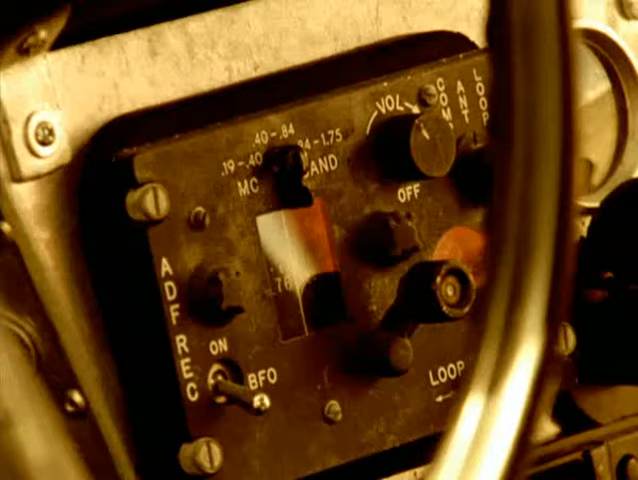 VOL
COMP
ANT
LOOP
.40-.84
.19-.40
.84-1.75
MC
BAND
OFF
ADF REC
ON
BFO
LOOP